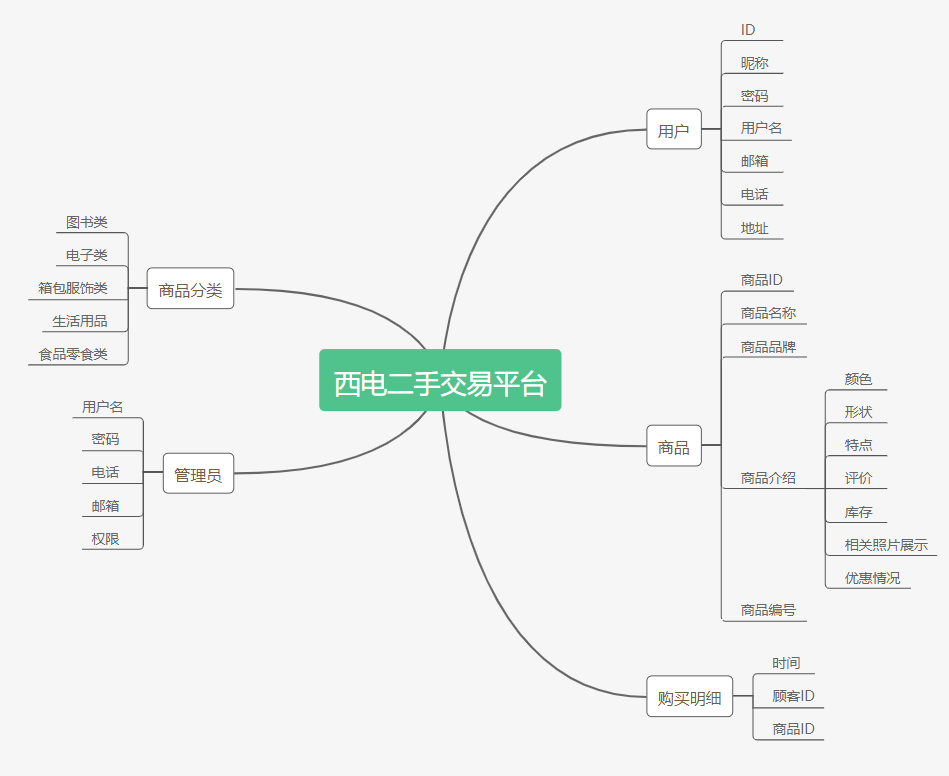 西电二手交易平台
用户
ID
昵称
密码
用户名
邮箱
电话
地址
商品
商品ID
商品名称
商品品牌
商品介绍
颜色
形状
特点
评价
库存
相关照片展示
优惠情况
商品编号
购买明细
时间
顾客ID
商品ID
商品分类
图书类
电子类
箱包服饰类
生活用品
食品零食类
管理员
用户名
密码
电话
邮箱
权限